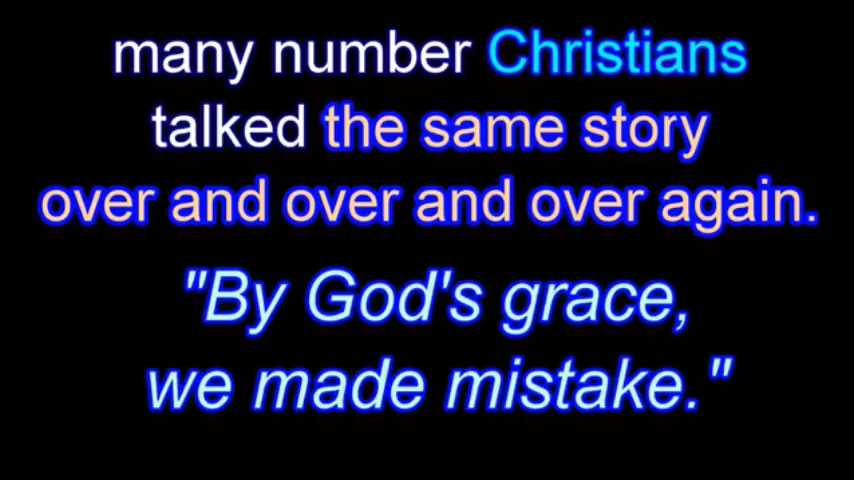 many number Christians
talked the same story
over and over and over again.
"By God's grace,
we made mistake."